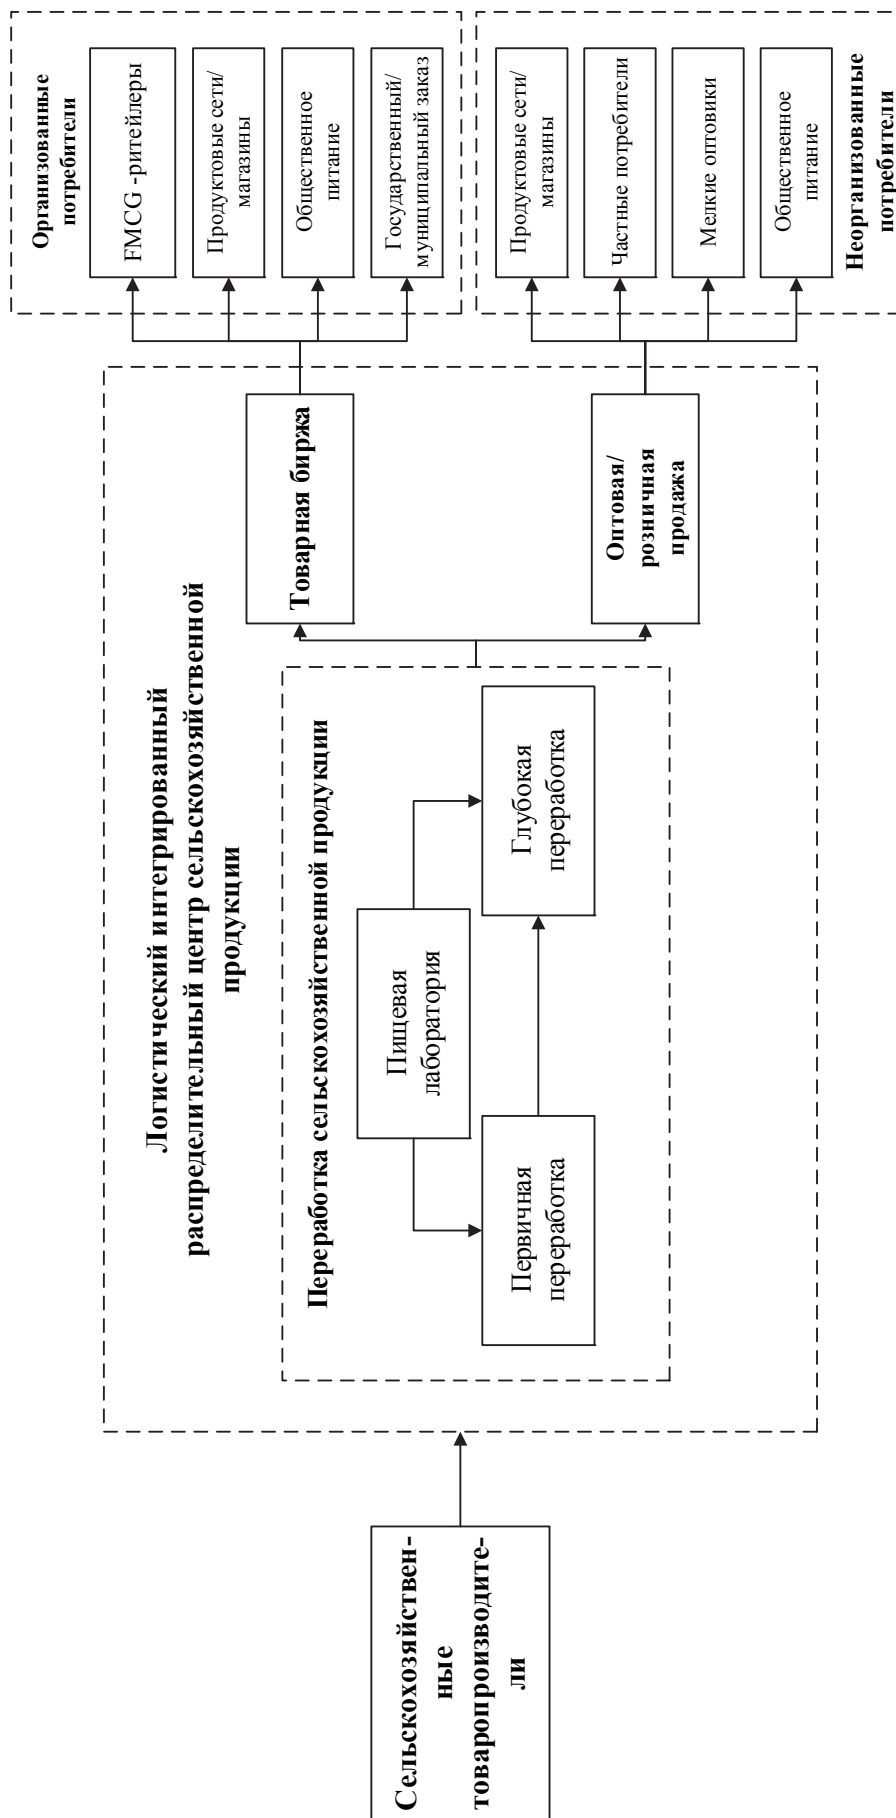 Сельскохозяйствен-
ные
товаропроизводите-
ли
Логистический интегрированный
распределительный центр сельскохозяйственной
продукции
Переработка сельскохозяйственной продукции
Пищевая
лаборатория
Первичная
переработка
Глубокая
переработка
Товарная биржа
Оптовая/
розничная
продажа
Организованные
потребители
FMCG -ритейлеры
Продуктовые сети/
магазины
Общественное
питание
Государственный/
муниципальный заказ
Продуктовые сети/
магазины
Частные потребители
Мелкие оптовики
Общественное
питание
Неорганизованные
потребители